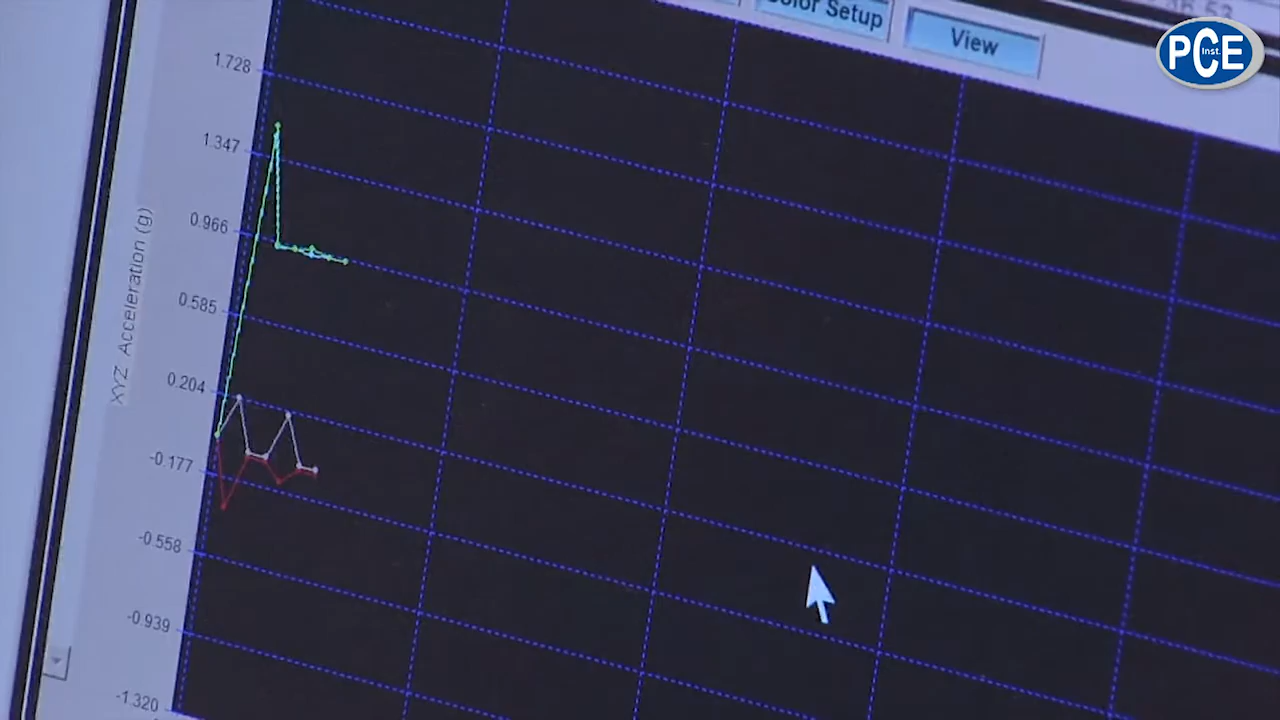 Color Setup
View
PCE
Inst.
1.728
1.347
0.966
0.585
0.204
-0.177
-0.558
-0.939
-1.320
XYZ Acceleration (g)